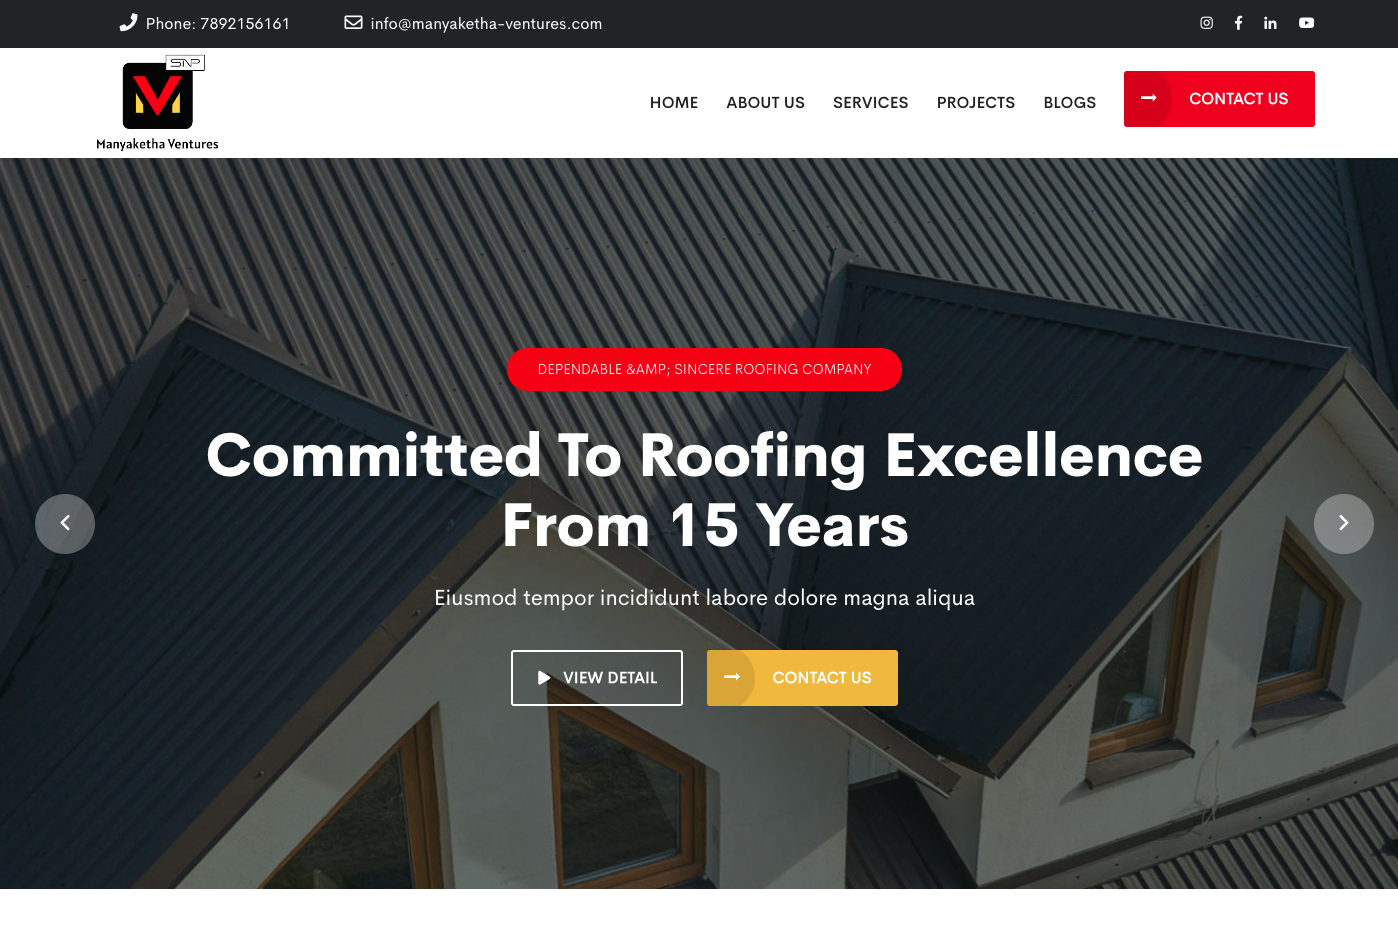 Phone: 7892156161
info@manyaketha-ventures.com
SNP
M
Manyaketha Ventures
HOME
ABOUT US
SERVICES
PROJECTS
BLOGS
CONTACT US
DEPENDABLE &AMP; SINCERE ROOFING COMPANY
Committed To Roofing Excellence
From 15 Years
Eiusmod tempor incididunt labore dolore magna aliqua
VIEW DETAIL
CONTACT US